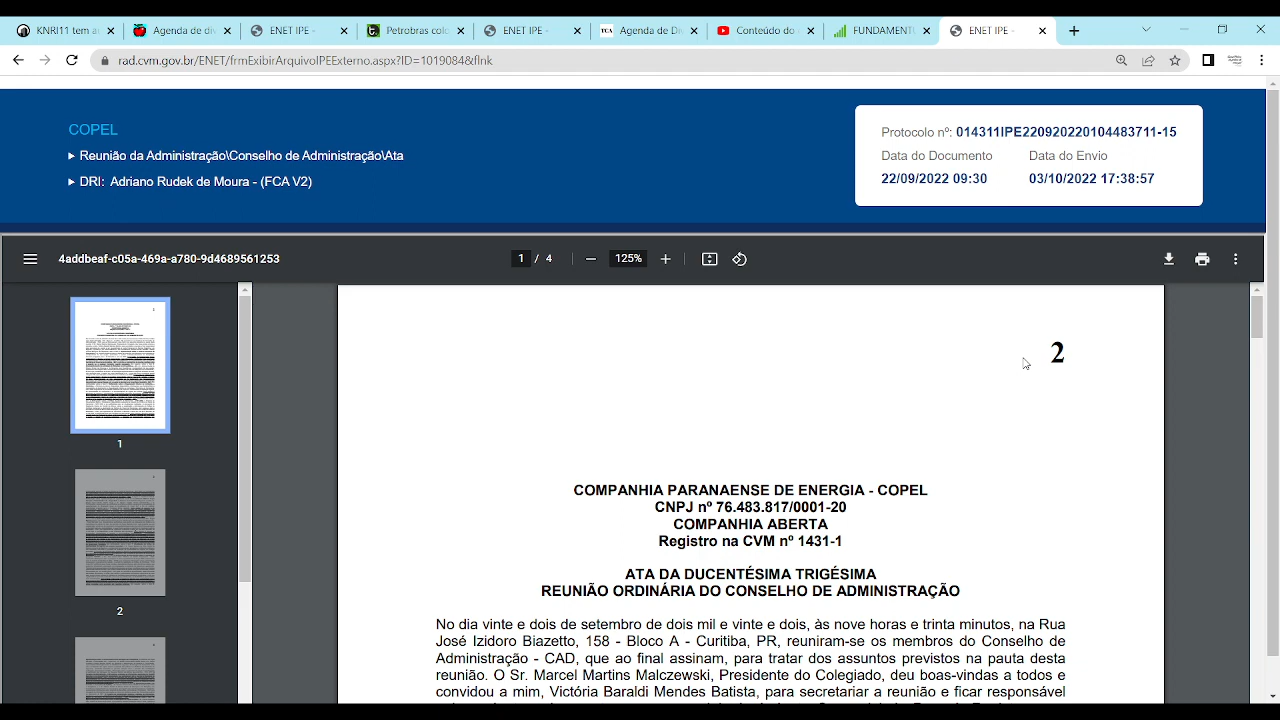 KNRI11 tem a
Agenda de di
ENET IPE -
Petrobras colo
ENET IPE -
TCA
Agenda de Di
Conteúdo do
FUNDAMENT
ENET IPE -
rad.cvm.gov.br/ENET/frmExibirArquivoIPEExterno.aspx?ID=1019084&flnk
COPEL
Reunião da Administração\Conselho de Administração\Ata
DRI: Adriano Rudek de Moura - (FCA V2)
Protocolo nº: 014311IPE220920220104483711-15
Data do Documento
Data do Envio
22/09/2022 09:30
03/10/2022 17:38:57
4addbeaf-c05a-469a-a780-9d4689561253
1 / 4
125%
1
2
2
COMPANHIA PARANAENSE DE ENERGIA - COPEL
CNPJ nº 76.483.817/0001-20
COMPANHIA ABERTA
Registro na CVM nº 1431-1
ATA DA DUCENTÉSIMA TRIGÉSIMA
REUNIÃO ORDINÁRIA DO CONSELHO DE ADMINISTRAÇÃO
No dia vinte e dois de setembro de dois mil e vinte e dois, às nove horas e trinta minutos, na Rua
José Izidoro Biazetto, 158 - Bloco A - Curitiba, PR, reuniram-se os membros do Conselho de
Administração - CAD, que ao final assinam, para tratar dos assuntos previstos na pauta desta
reunião. O Sr. Marcel Martins Malczewski, Presidente do Colegiado, deu boas-vindas a todos e
convidou a mim, Victória Baraldi Mendes Batista, para secretariar a reunião e ficar responsável